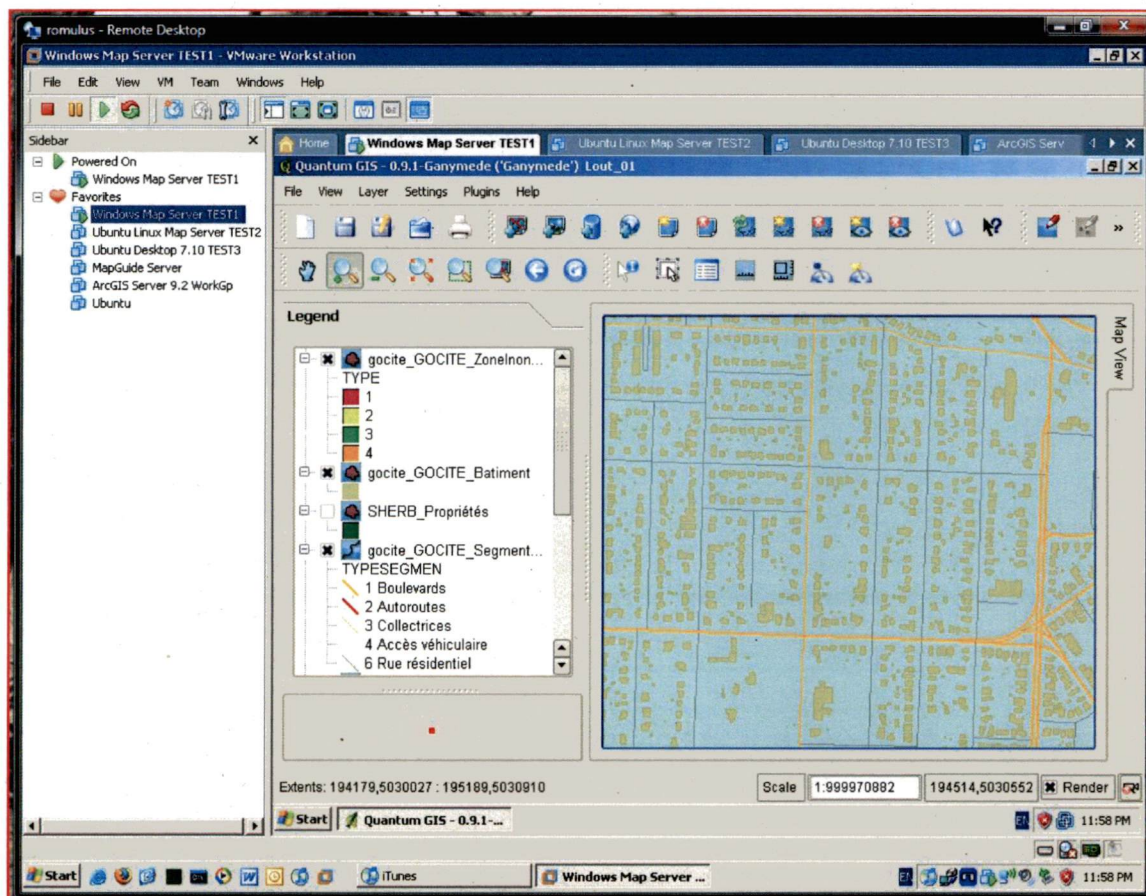 romulus - Remote Desktop
Windows Map Server TEST1 - VMware Workstation
File Edit View VM Team Windows Help
Sidebar
Powered On
Windows Map Server TEST1
Favorites
Windows Map Server TEST1
Ubuntu Linux Map Server TEST2
Ubuntu Desktop 7.10 TEST3
MapGuide Server
ArcGIS Server 9.2 WorkGp
Ubuntu
Home Windows Map Server TEST1 Ubuntu Linux Map Server TEST2 Ubuntu Desktop 7.10 TEST3 ArcGIS Serv
Quantum GIS - 0.9.1-Ganymede ('Ganymede') Lout_01
File View Layer Settings Plugins Help
»
Legend
gocite_GOCITE_ZoneInon...
TYPE
1
2
3
4
gocite_GOCITE_Batiment
SHERB_Propriétés
gocite_GOCITE_Segment...
TYPESEGMEN
1 Boulevards
2 Autoroutes
3 Collectrices
4 Accès véhiculaire
6 Rue résidentiel
Map View
Extents: 194179,5030027 : 195189,5030910
Scale 1:999970882 194514,5030552 Render
Start Quantum GIS - 0.9.1-... EN 11:58 PM
Start iTunes Windows Map Server ... EN 11:58 PM